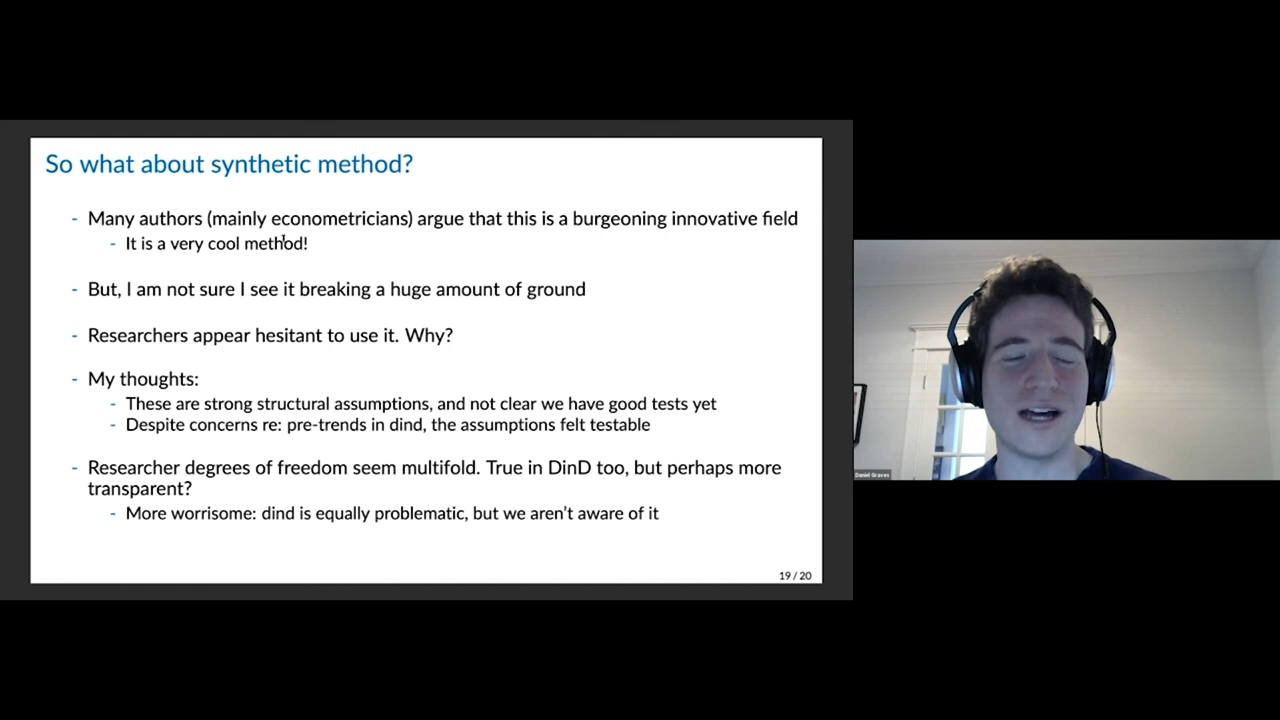 So what about synthetic method?
- Many authors (mainly econometricians) argue that this is a burgeoning innovative field
- It is a very cool method!
- But, I am not sure I see it breaking a huge amount of ground
- Researchers appear hesitant to use it. Why?
- My thoughts:
- These are strong structural assumptions, and not clear we have good tests yet
- Despite concerns re: pre-trends in dind, the assumptions felt testable
- Researcher degrees of freedom seem multifold. True in DinD too, but perhaps more
transparent?
- More worrisome: dind is equally problematic, but we aren't aware of it
19 / 20
Daniel Graves